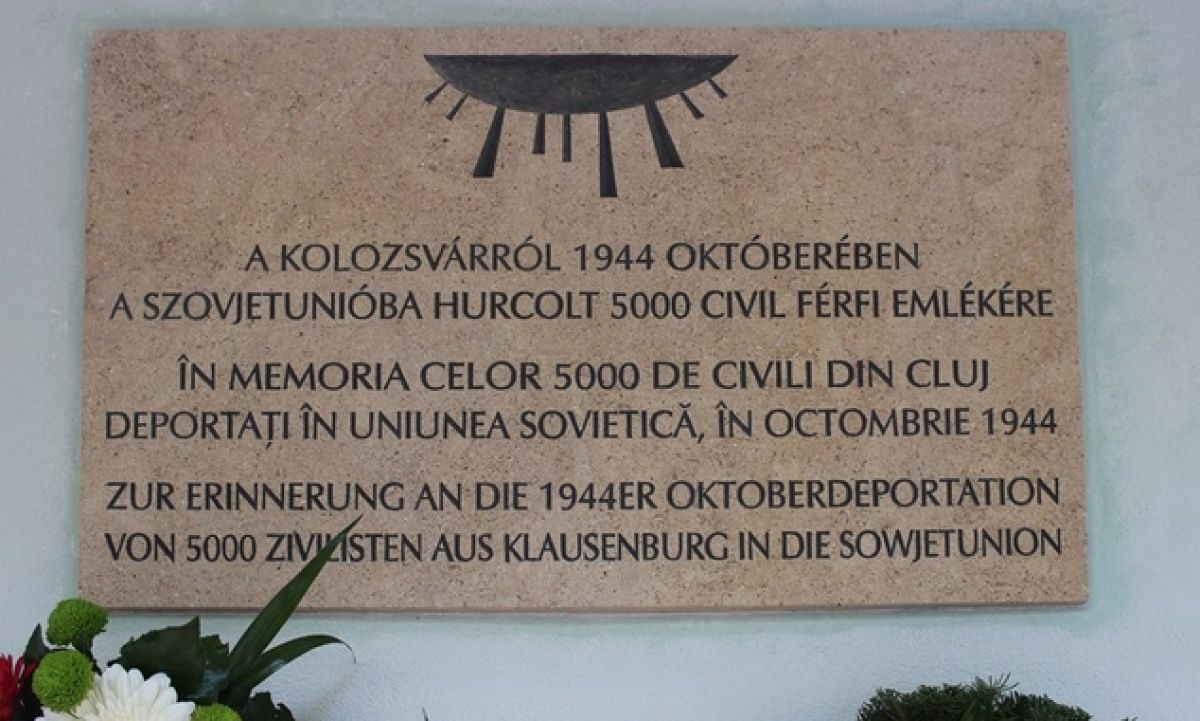 A KOLOZSVÁRRÓL 1944 OKTÓBERÉBEN
A SZOVJETUNIÓBA HURCOLT 5000 CIVIL FÉRFI EMLÉKÉRE
ÎN MEMORIA CELOR 5000 DE CIVILI DIN CLUJ
DEPORTAȚI ÎN UNIUNEA SOVIETICĂ, ÎN OCTOMBRIE 1944
ZUR ERINNERUNG AN DIE 1944ER OKTOBERDEPORTATION
VON 5000 ZIVILISTEN AUS KLAUSENBURG IN DIE SOWJETUNION